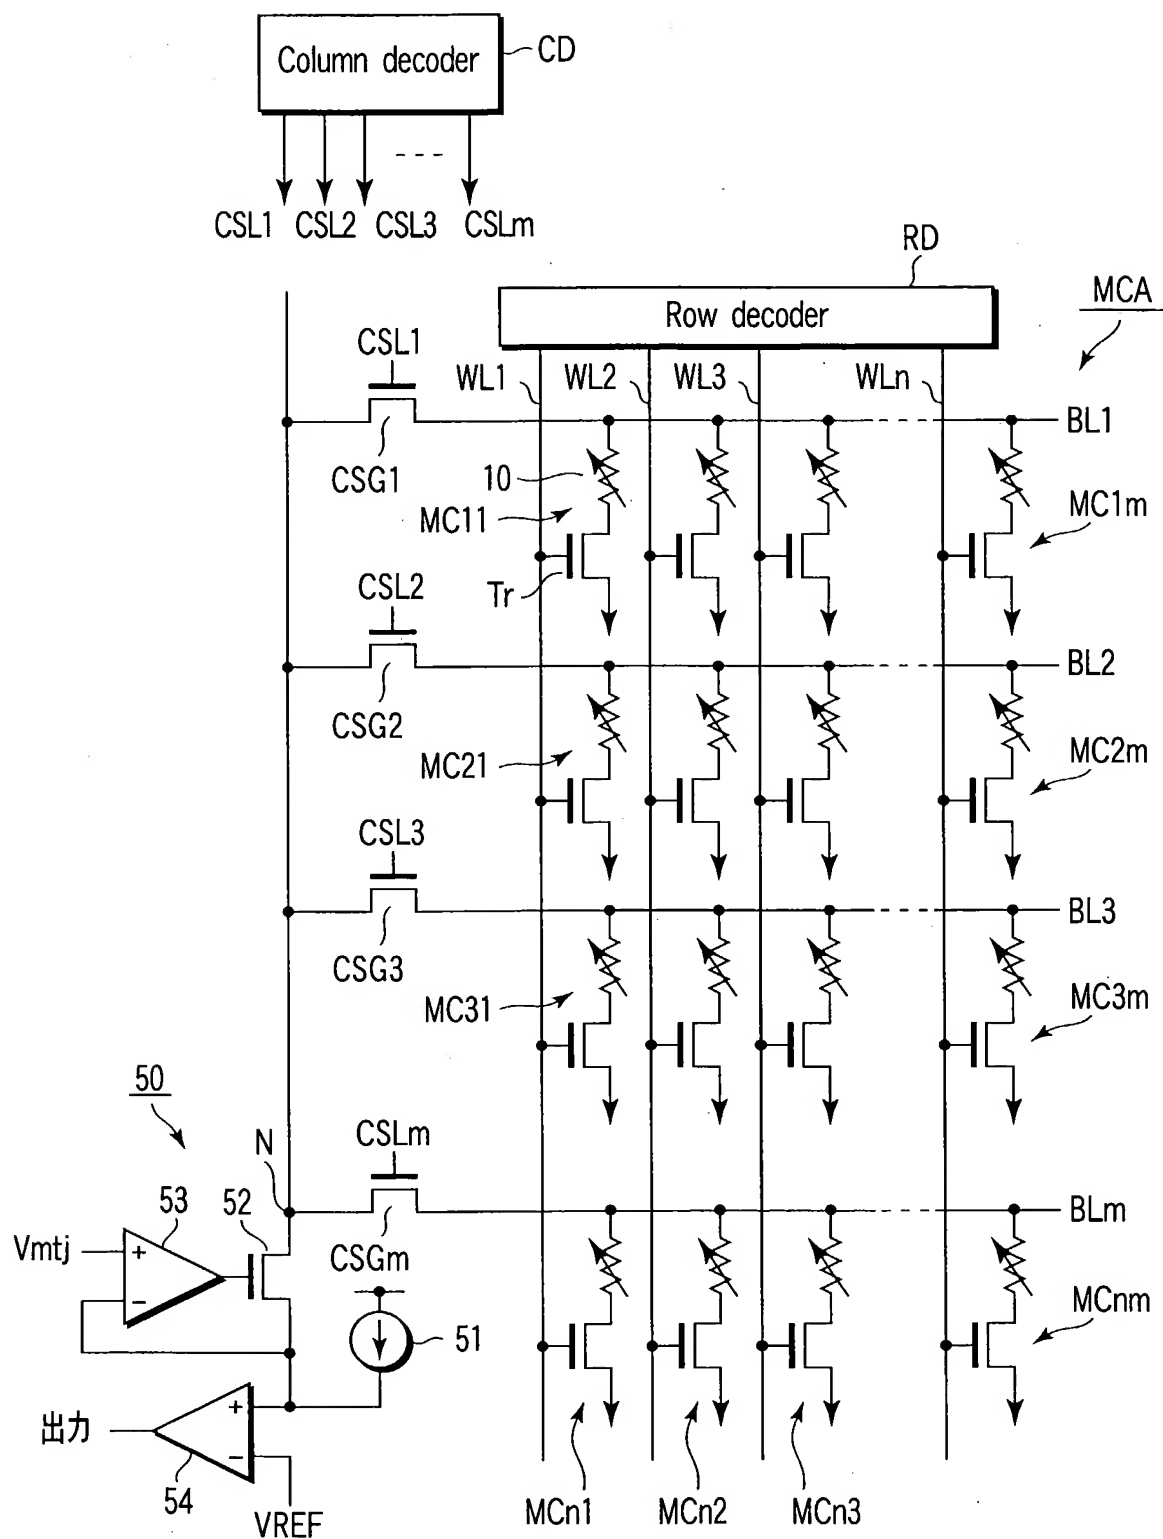 Column decoder
CD
CSL1 CSL2 CSL3 CSLm
RD
Row decoder
MCA
CSL1
WL1 WL2 WL3 WLn
BL1
CSG1
10
MC11
MC1m
Tr
CSL2
BL2
CSG2
MC21
MC2m
CSL3
BL3
CSG3
MC31
MC3m
50
N
CSLm
BLm
53
52
Vmtj
+
-
CSGm
51
MCnm
出力
+
-
54
VREF
MCn1 MCn2 MCn3